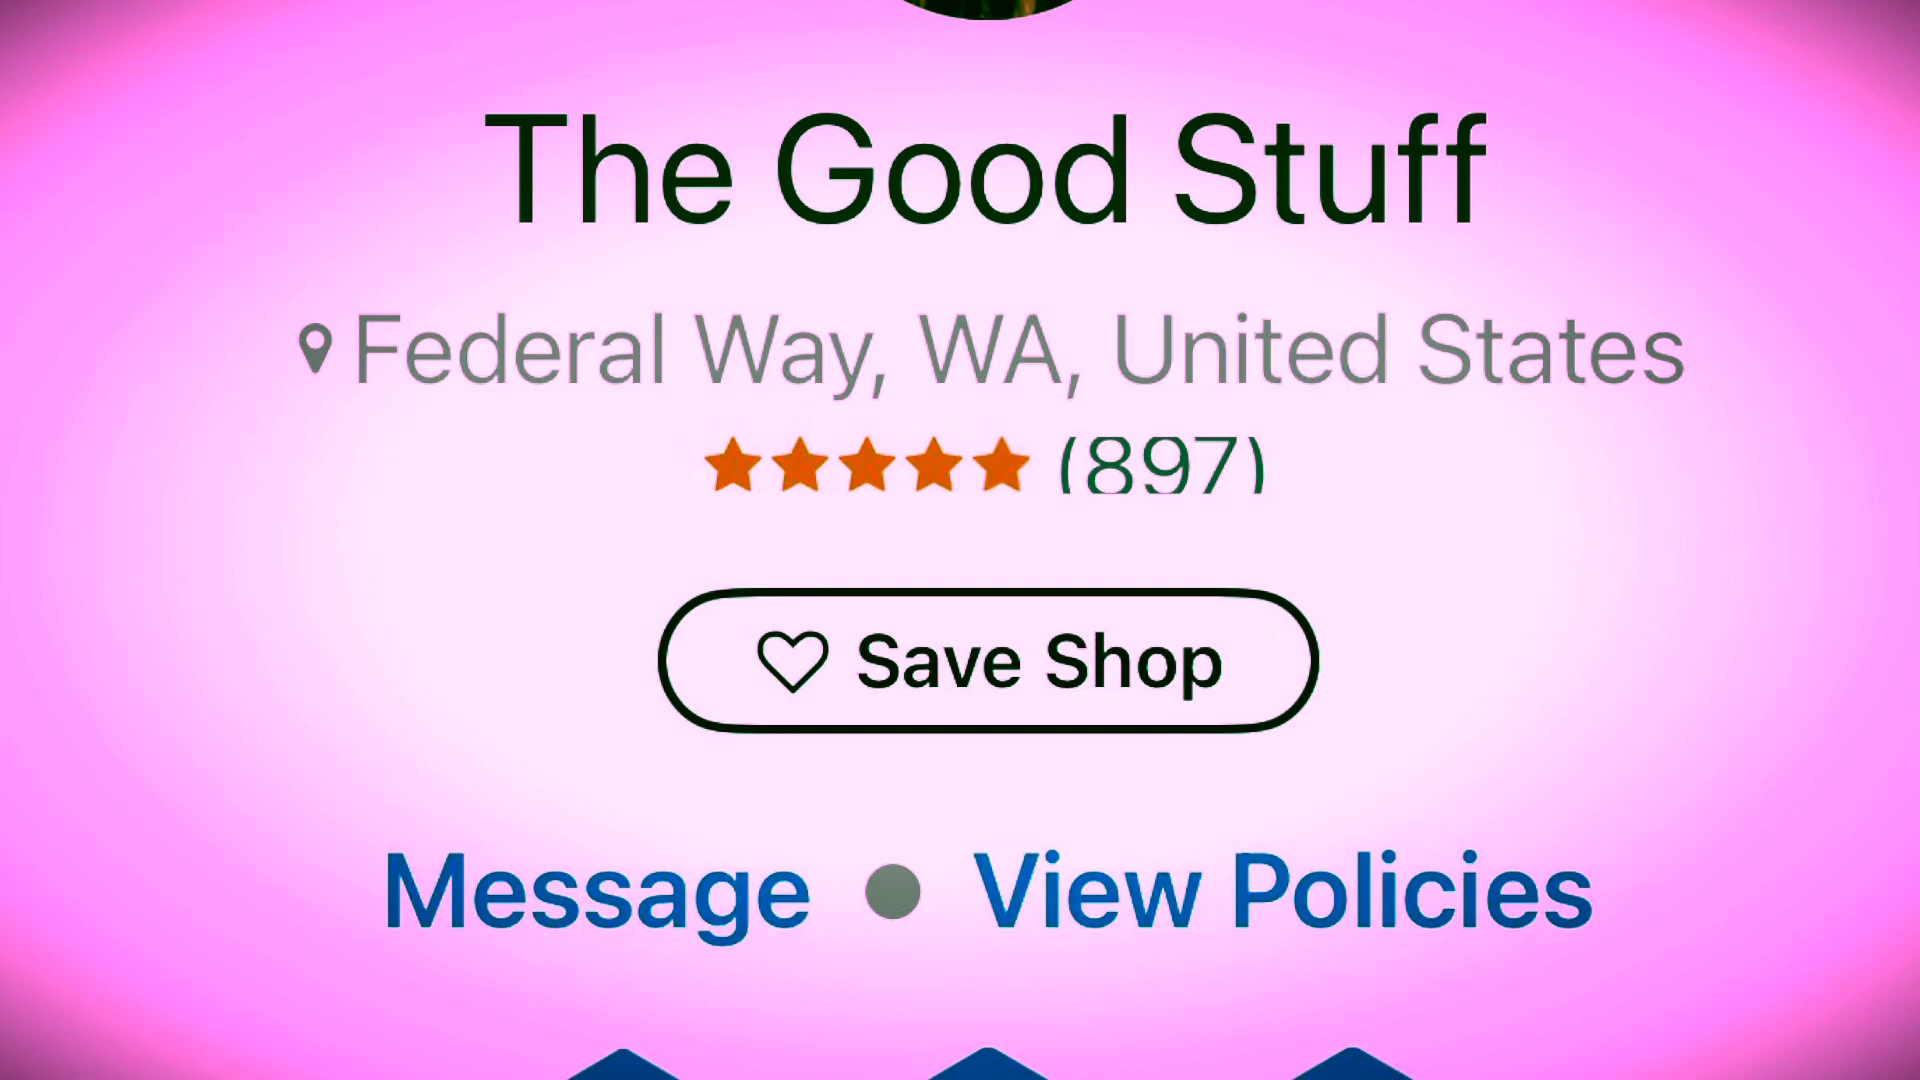 The Good Stuff
Federal Way, WA, United States
(897)
Save Shop
Message ● View Policies